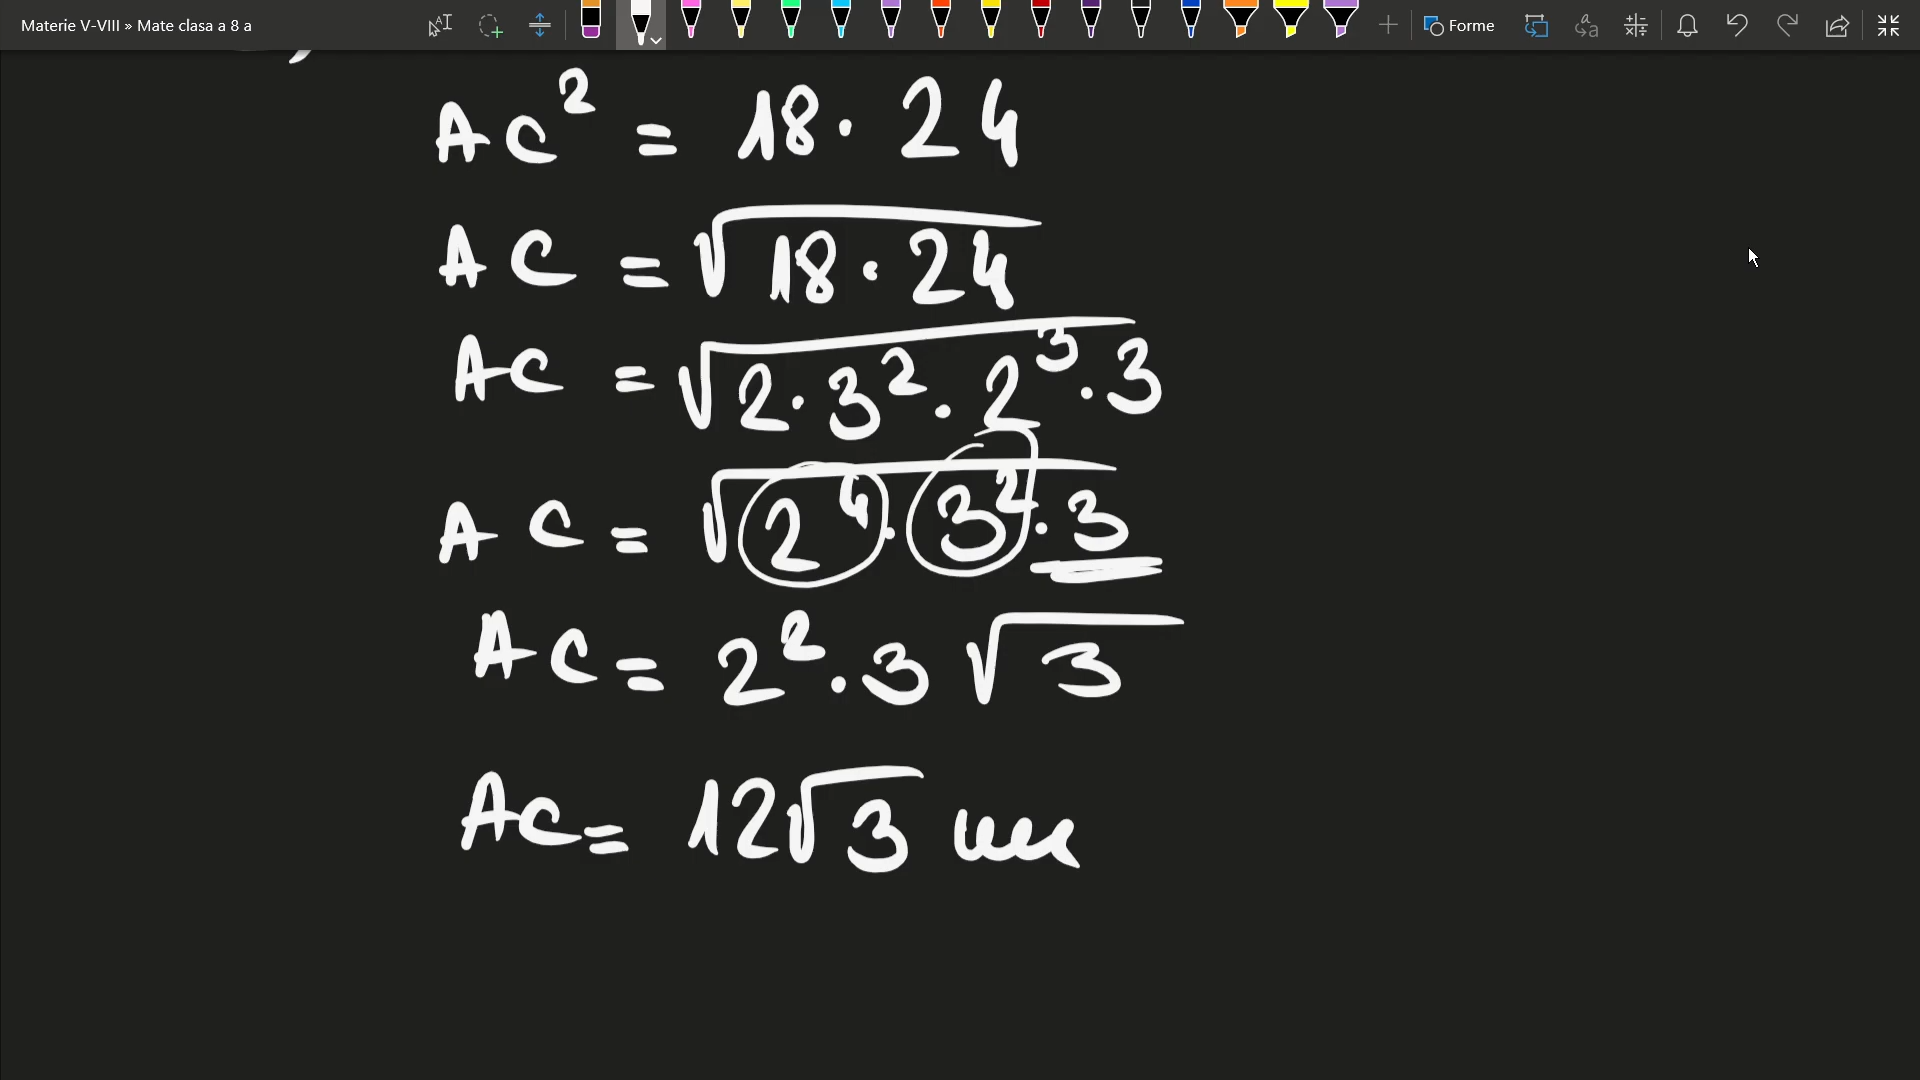 Materie V-VIII » Mate clasa a 8 a
Forme
AC² = 18 · 24
AC = √18 · 24
AC = √2 · 3² · 2³ · 3
AC = √2⁴ · 3² · 3
AC = 2² · 3 √3
AC = 12√3